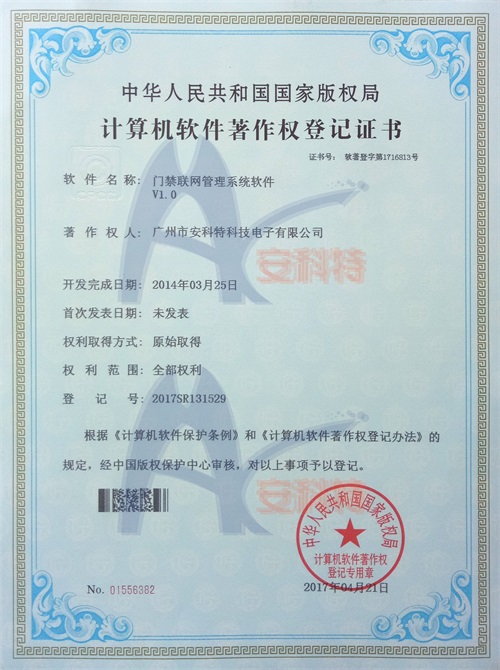 中华人民共和国国家版权局
计算机软件著作权登记证书
证书号: 软著登字第1716813号
软件名称: 门禁联网管理系统软件
V1.0
著作权人: 广州市安科特科技电子有限公司
安科特
开发完成日期: 2014年03月25日
首次发表日期: 未发表
权利取得方式: 原始取得
权利范围: 全部权利
登记号: 2017SR131529
根据《计算机软件保护条例》和《计算机软件著作权登记办法》的
规定,经中国版权保护中心审核,对以上事项予以登记。
安科特
中华人民共和国国家版权局
计算机软件著作权
登记专用章
No. 01556382
2017年04月21日